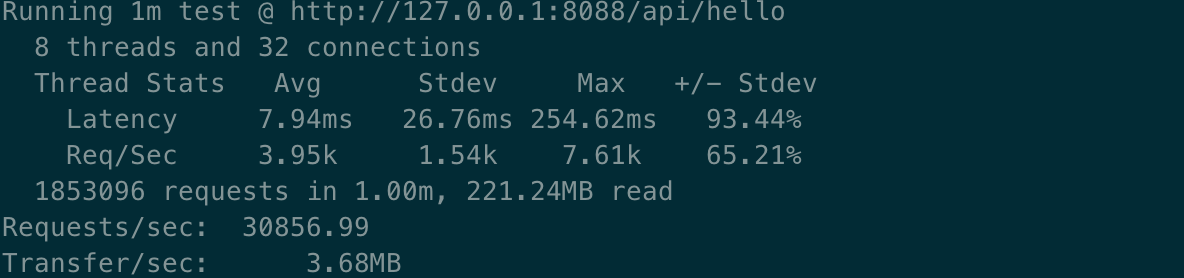 Running 1m test @ http://127.0.0.1:8088/api/hello
  8 threads and 32 connections
  Thread Stats   Avg      Stdev     Max   +/- Stdev
    Latency     7.94ms   26.76ms 254.62ms   93.44%
    Req/Sec     3.95k     1.54k     7.61k    65.21%
  1853096 requests in 1.00m, 221.24MB read
Requests/sec:  30856.99
Transfer/sec:      3.68MB